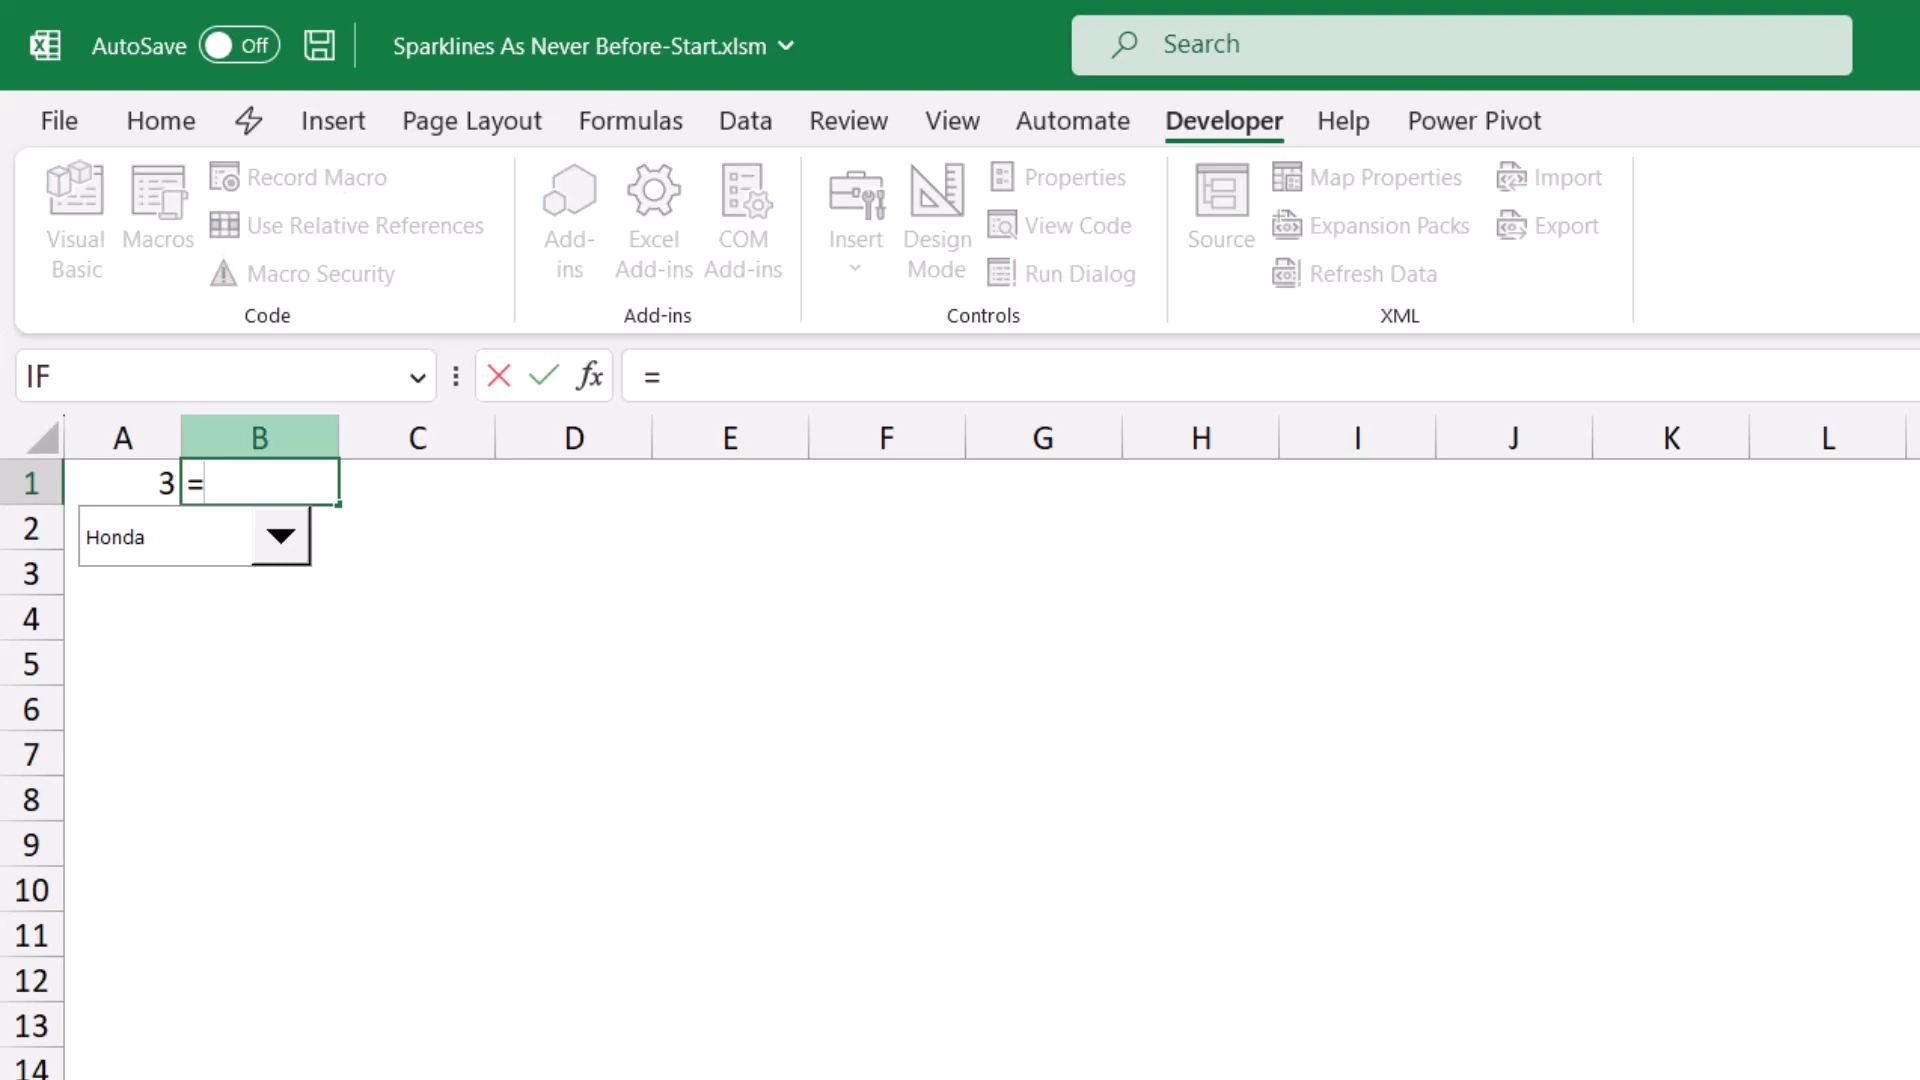 AutoSave Off Sparklines As Never Before-Start.xlsm Search
File Home Insert Page Layout Formulas Data Review View Automate Developer Help Power Pivot
Visual Basic
Macros
Record Macro
Use Relative References
Macro Security
Code
Add-ins
Excel Add-ins
COM Add-ins
Add-ins
Insert
Design Mode
Properties
View Code
Run Dialog
Controls
Source
Map Properties
Expansion Packs
Refresh Data
Import
Export
XML
IF fx =
A B C D E F G H I J K L
1 3 =
2 Honda
3
4
5
6
7
8
9
10
11
12
13
14